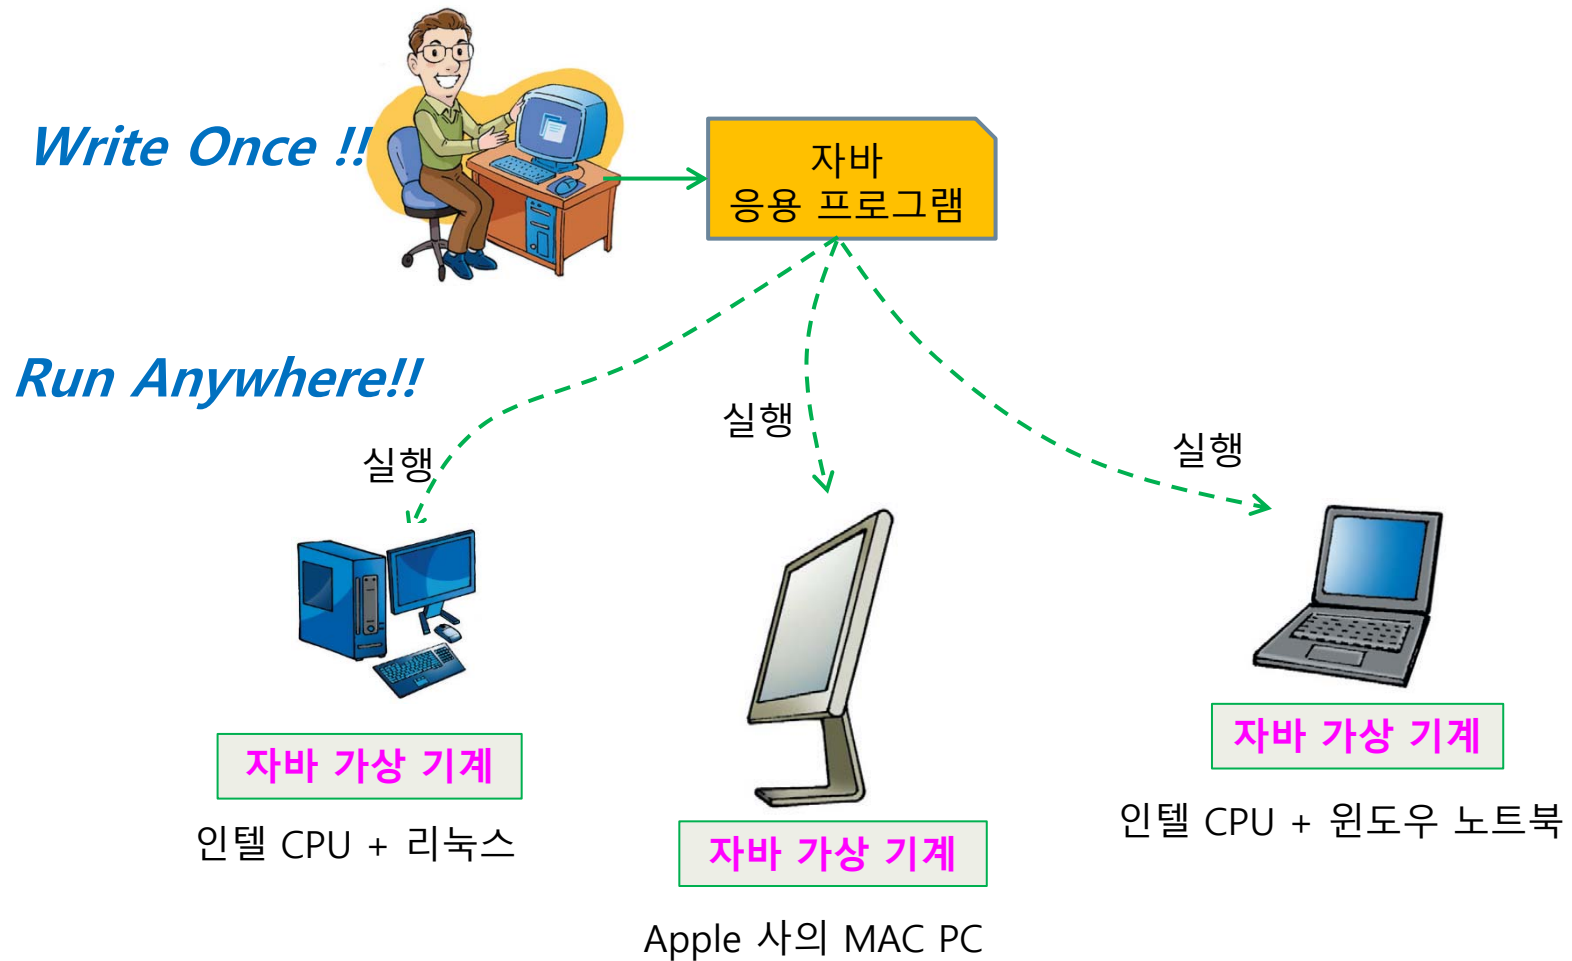 Write Once !!
자바
응용 프로그램
Run Anywhere!!
실행
실행
실행
자바 가상 기계
인텔 CPU + 리눅스
자바 가상 기계
Apple 사의 MAC PC
자바 가상 기계
인텔 CPU + 윈도우 노트북